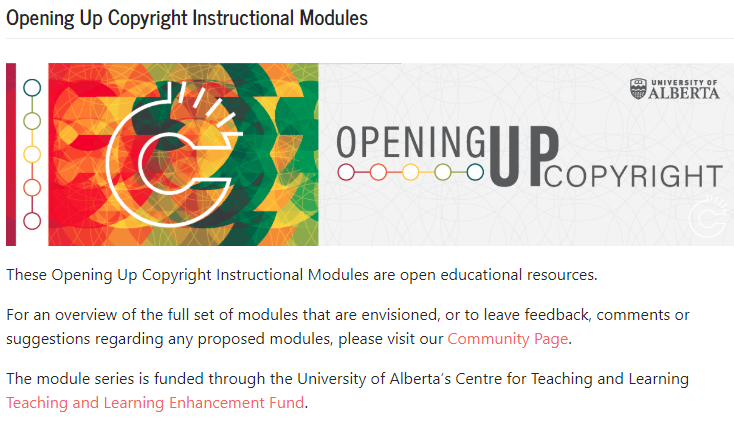 Opening Up Copyright Instructional Modules
UNIVERSITY OF
ALBERTA
OPENING UP
COPYRIGHT
These Opening Up Copyright Instructional Modules are open educational resources.
For an overview of the full set of modules that are envisioned, or to leave feedback, comments or
suggestions regarding any proposed modules, please visit our Community Page.
The module series is funded through the University of Alberta's Centre for Teaching and Learning
Teaching and Learning Enhancement Fund.